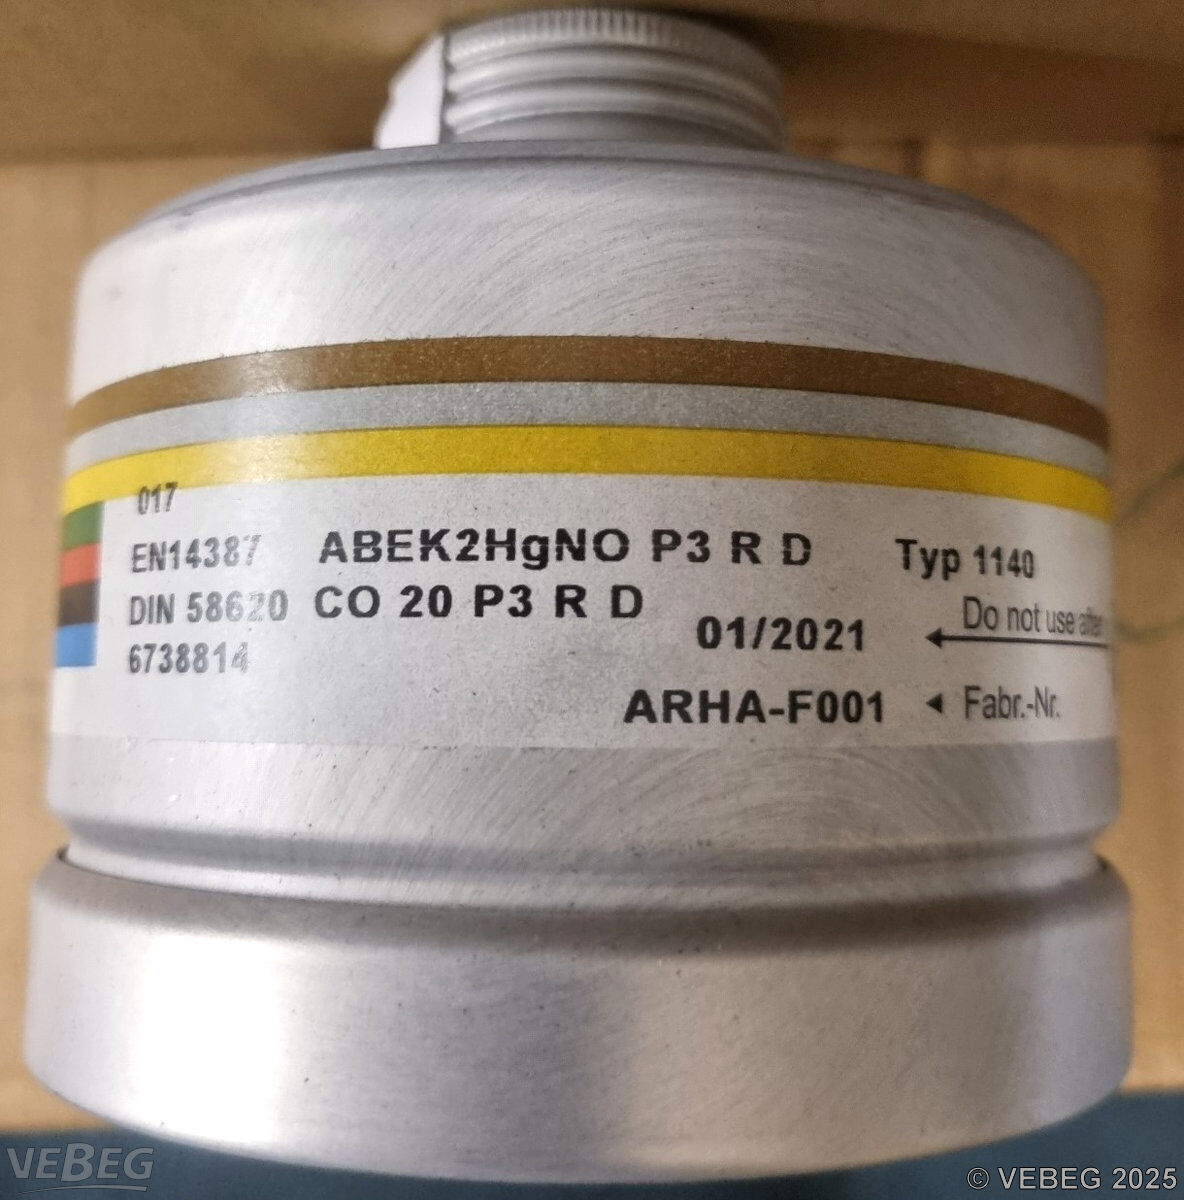 017
EN14387 ABEK2HgNO P3 R D Typ 1140
DIN 58620 CO 20 P3 R D
Do not use after
6738814 01/2021
ARHA-F001 Fabr.-Nr.
VEBEG
© VEBEG 2025